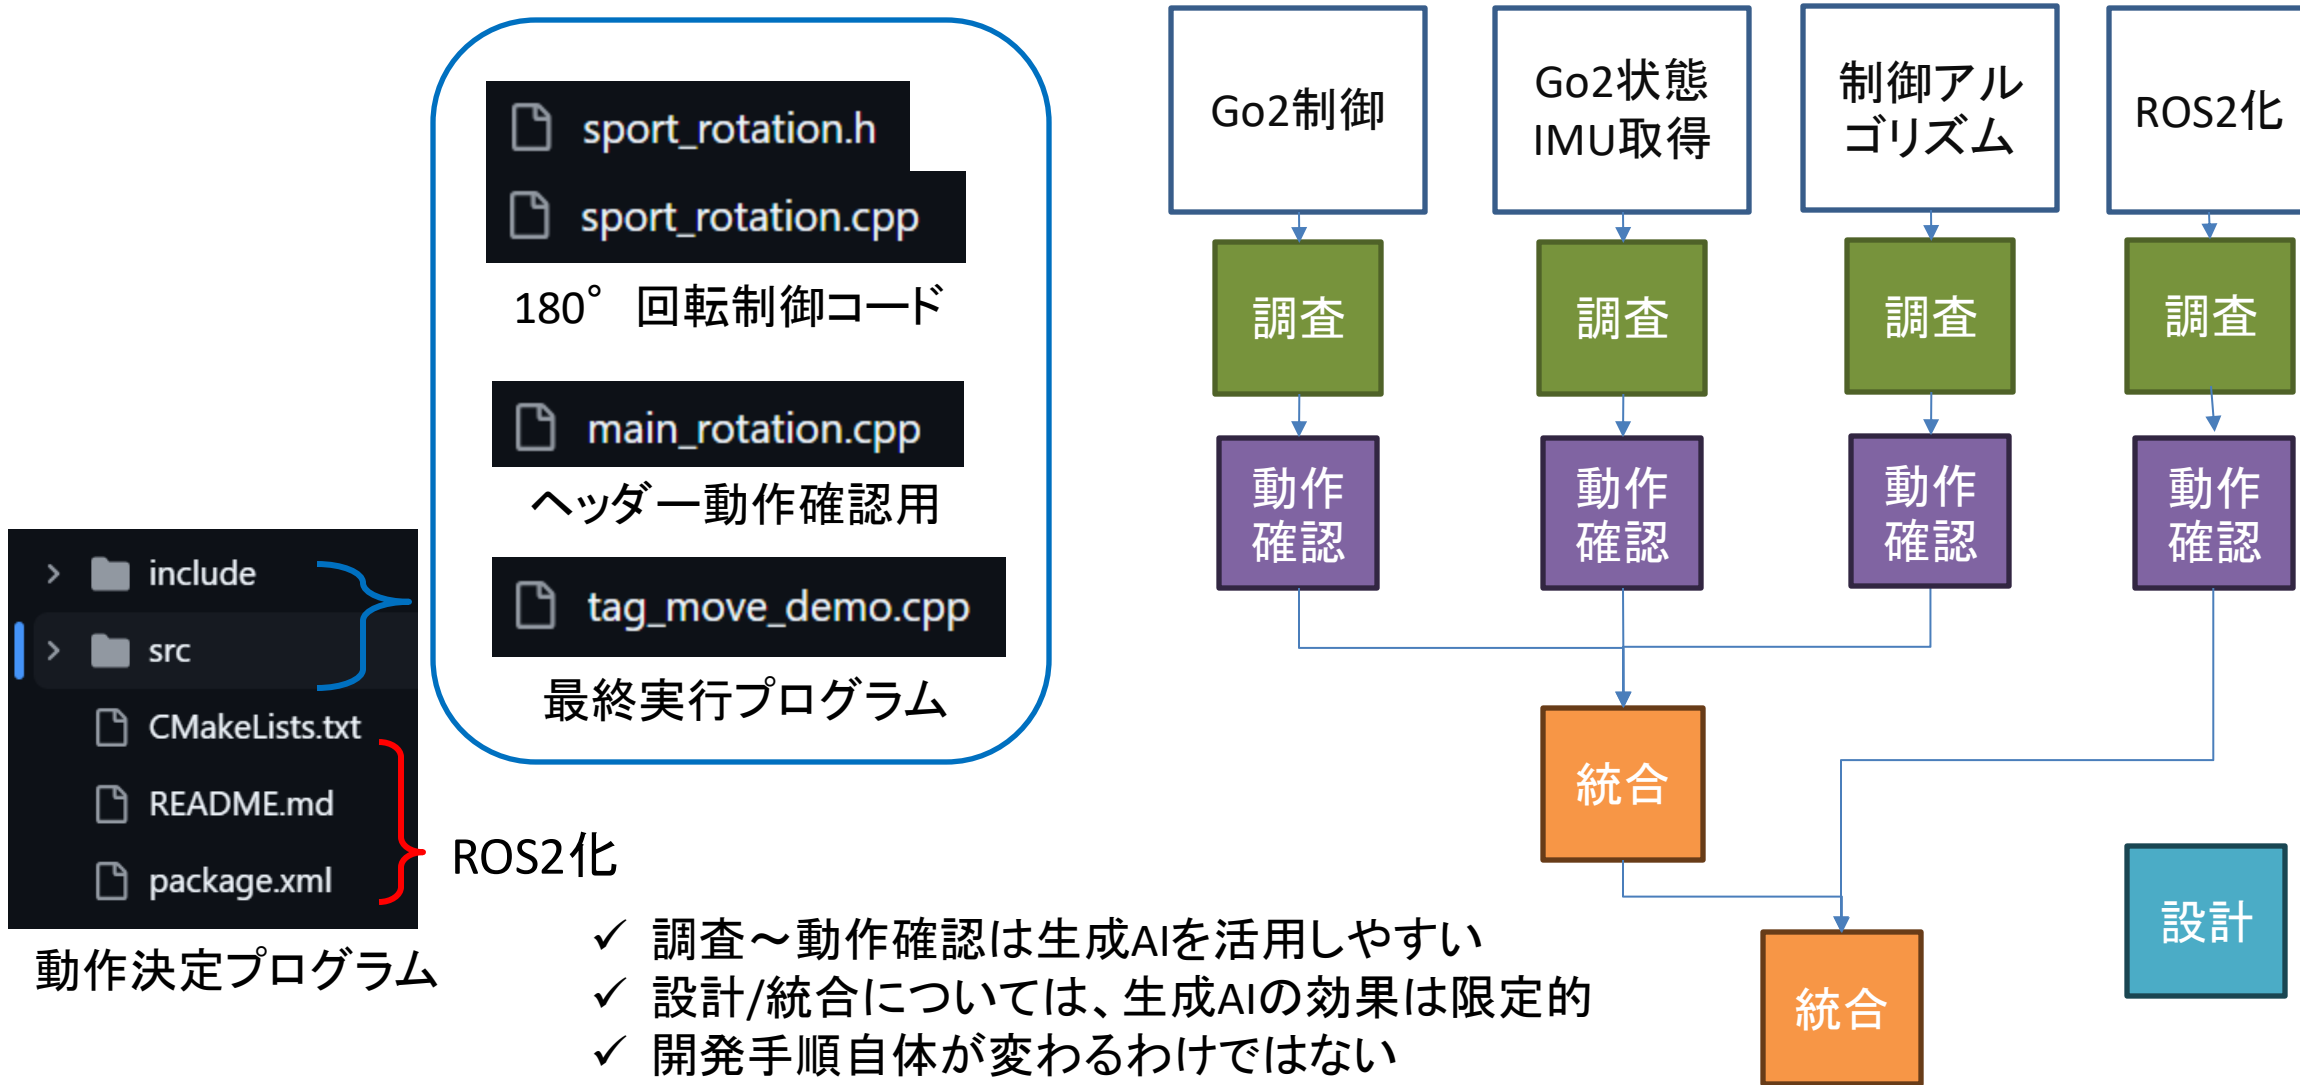 sport_rotation.h
sport_rotation.cpp
180° 回転制御コード
main_rotation.cpp
ヘッダー動作確認用
tag_move_demo.cpp
最終実行プログラム
include
src
CMakeLists.txt
README.md
package.xml
ROS2化
動作決定プログラム
Go2制御
Go2状態
IMU取得
制御アル
ゴリズム
ROS2化
調査
調査
調査
調査
動作
確認
動作
確認
動作
確認
動作
確認
統合
統合
設計
✓ 調査～動作確認は生成AIを活用しやすい
✓ 設計/統合については、生成AIの効果は限定的
✓ 開発手順自体が変わるわけではない